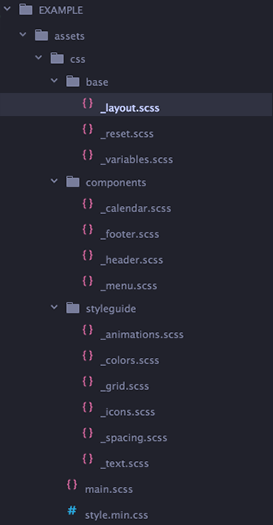 EXAMPLE
assets
css
base
{ } _layout.scss
{ } _reset.scss
{ } _variables.scss
components
{ } _calendar.scss
{ } _footer.scss
{ } _header.scss
{ } _menu.scss
styleguide
{ } _animations.scss
{ } _colors.scss
{ } _grid.scss
{ } _icons.scss
{ } _spacing.scss
{ } _text.scss
{ } main.scss
# style.min.css